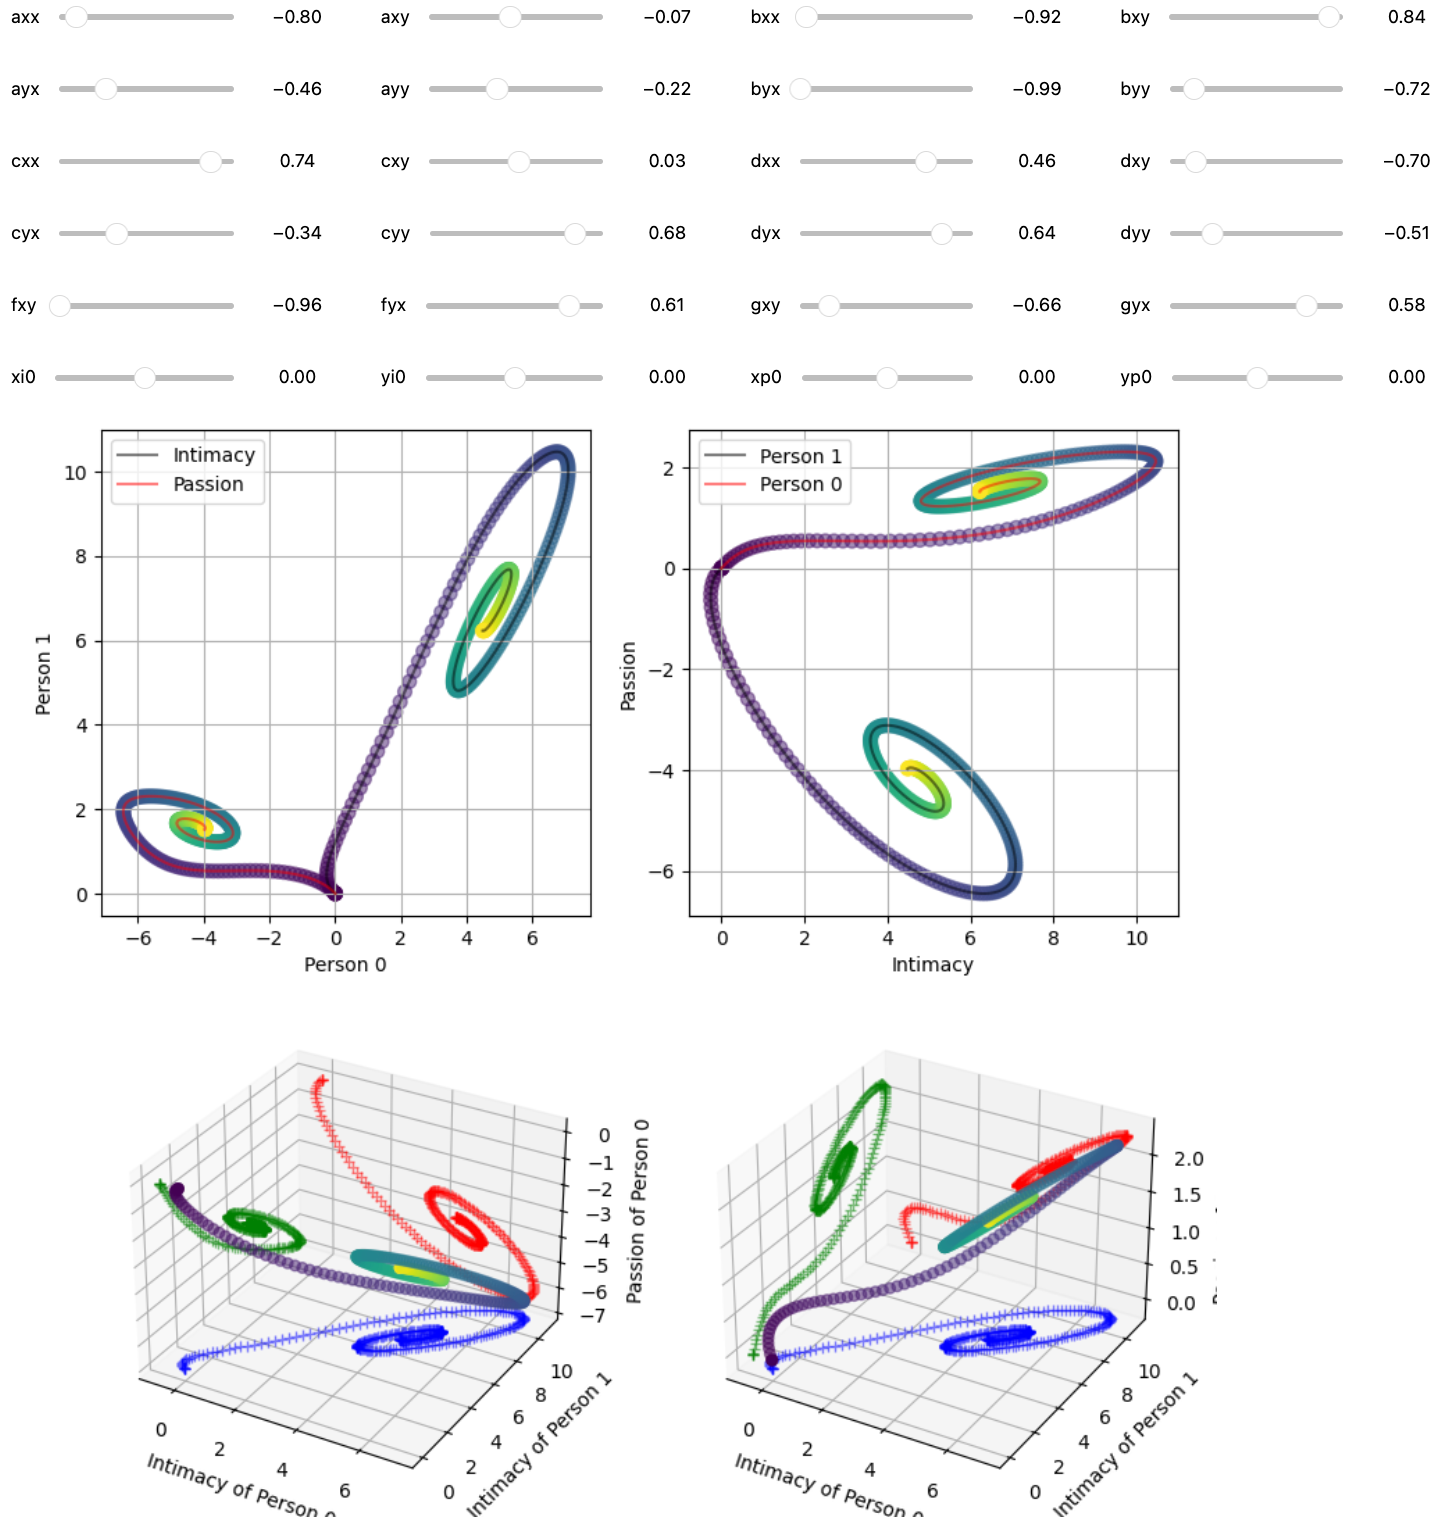 axx −0.80 axy −0.07 bxx −0.92 bxy 0.84
ayx −0.46 ayy −0.22 byx −0.99 byy −0.72
cxx 0.74 cxy 0.03 dxx 0.46 dxy −0.70
cyx −0.34 cyy 0.68 dyx 0.64 dyy −0.51
fxy −0.96 fyx 0.61 gxy −0.66 gyx 0.58
xi0 0.00 yi0 0.00 xp0 0.00 yp0 0.00
Intimacy
Passion
10
8
6
4
2
0
Person 1
−6 −4 −2 0 2 4 6
Person 0
Person 1
Person 0
2
0
−2
−4
−6
Passion
0 2 4 6 8 10
Intimacy
0
−1
−2
−3
−4
−5
−6
−7
Passion of Person 0
0 2 4 6
Intimacy of Person
0 2 4 6 8 10
Intimacy of Person 1
2.0
1.5
1.0
0.5
0.0
0 2 4 6
Intimacy of Person
0 2 4 6 8 10
Intimacy of Person 1